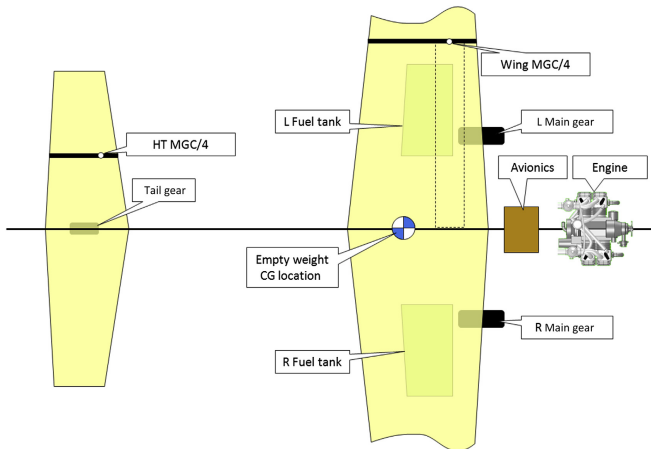 Wing MGC/4
L Fuel tank
L Main gear
HT MGC/4
Avionics
Engine
Tail gear
Empty weight
CG location
R Main gear
R Fuel tank